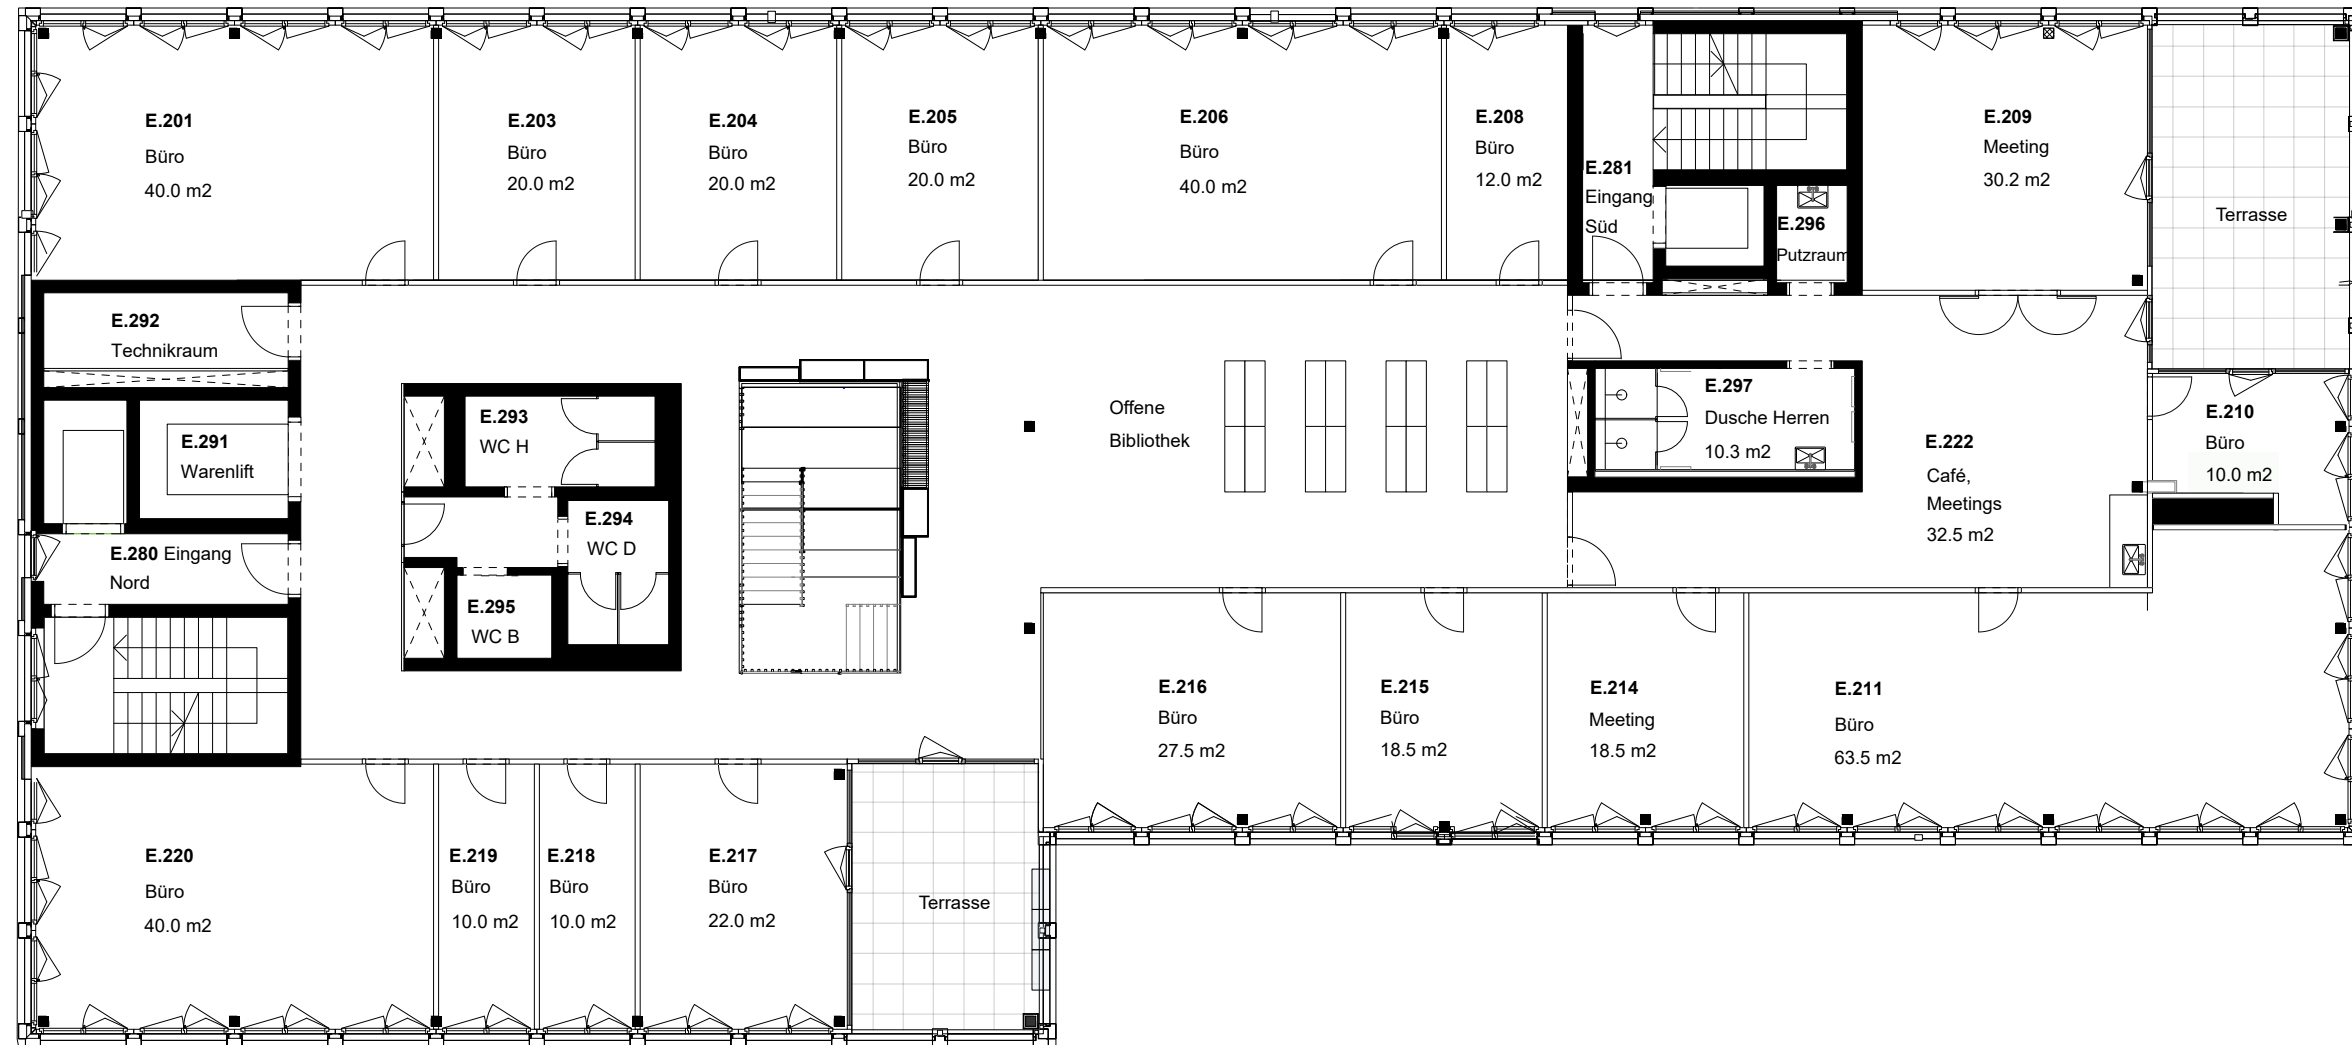 E.201
Büro
40.0 m2
E.203
Büro
20.0 m2
E.204
Büro
20.0 m2
E.205
Büro
20.0 m2
E.206
Büro
40.0 m2
E.208
Büro
12.0 m2
E.281
Eingang
Süd
E.296
Putzraum
E.209
Meeting
30.2 m2
Terrasse
E.292
Technikraum
E.291
Warenlift
E.280 Eingang
Nord
E.293
WC H
E.294
WC D
E.295
WC B
Offene
Bibliothek
E.297
Dusche Herren
10.3 m2
E.222
Café,
Meetings
32.5 m2
E.210
Büro
10.0 m2
E.216
Büro
27.5 m2
E.215
Büro
18.5 m2
E.214
Meeting
18.5 m2
E.211
Büro
63.5 m2
E.220
Büro
40.0 m2
E.219
Büro
10.0 m2
E.218
Büro
10.0 m2
E.217
Büro
22.0 m2
Terrasse